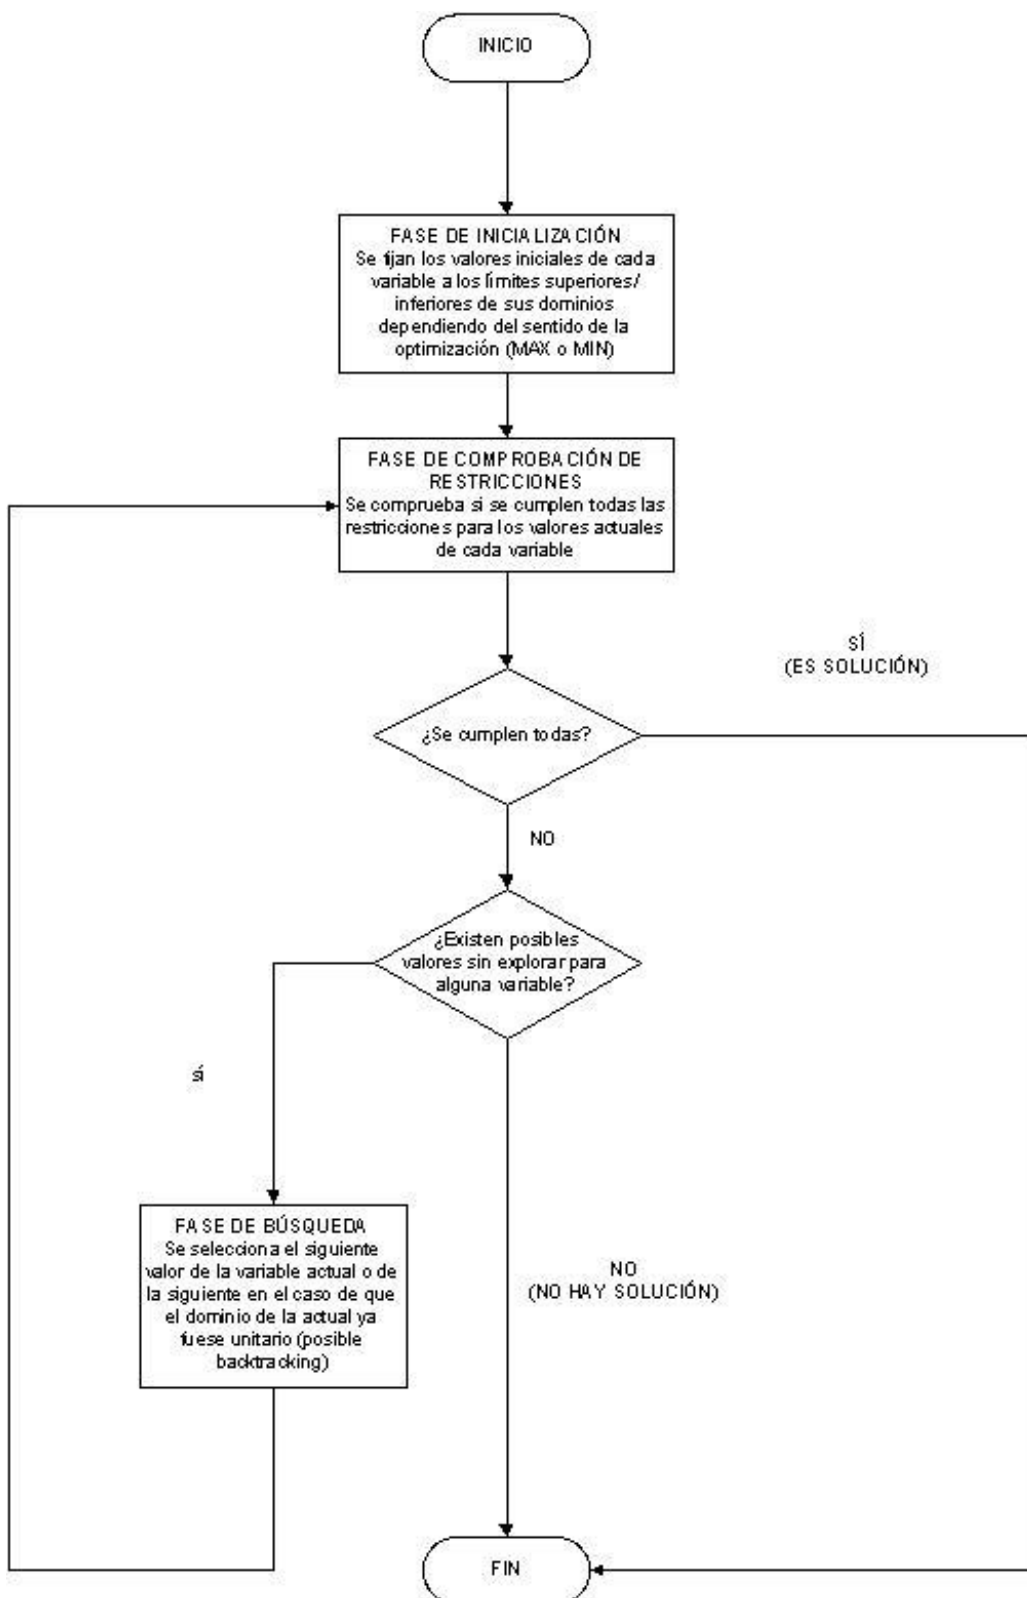 INICIO
FASE DE INICIALIZACIÓN
Se fijan los valores iniciales de cada
variable a los límites superiores/
inferiores de sus dominios
dependiendo del sentido de la
optimización (MAX o MIN)
FASE DE COMPROBACIÓN DE
RESTRICCIONES
Se comprueba si se cumplen todas las
restricciones para los valores actuales
de cada variable
SÍ
(ES SOLUCIÓN)
¿Se cumplen todas?
NO
¿Existen posibles
valores sin explorar para
alguna variable?
sí
FASE DE BÚSQUEDA
Se selecciona el siguiente
valor de la variable actual o de
la siguiente en el caso de que
el dominio de la actual ya
fuese unitario (posible
backtracking)
NO
(NO HAY SOLUCIÓN)
FIN